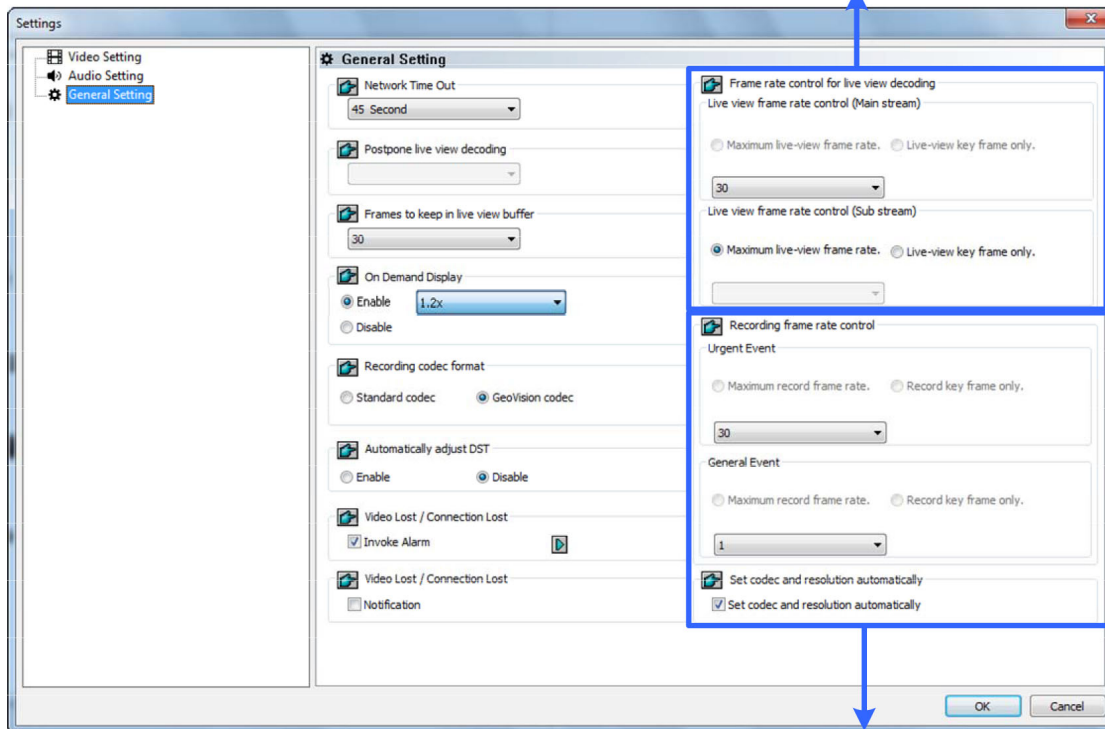 Settings
Video Setting
Audio Setting
General Setting
General Setting
Network Time Out
45 Second
Postpone live view decoding
Frames to keep in live view buffer
30
On Demand Display
Enable
1.2x
Disable
Recording codec format
Standard codec GeoVision codec
Automatically adjust DST
Enable Disable
Video Lost / Connection Lost
Invoke Alarm
Video Lost / Connection Lost
Notification
Frame rate control for live view decoding
Live view frame rate control (Main stream)
Maximum live-view frame rate. Live-view key frame only.
30
Live view frame rate control (Sub stream)
Maximum live-view frame rate. Live-view key frame only.
Recording frame rate control
Urgent Event
Maximum record frame rate. Record key frame only.
30
General Event
Maximum record frame rate. Record key frame only.
1
Set codec and resolution automatically
Set codec and resolution automatically
OK Cancel